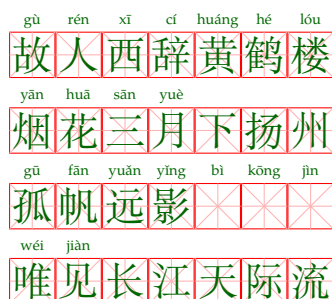 gù rén xī cí huáng hé lóu
故人西辞黄鹤楼
yān huā sān yuè
烟花三月下扬州
gū fān yuǎn yǐng bì kōng jìn
孤帆远影
wéi jiàn
唯见长江天际流